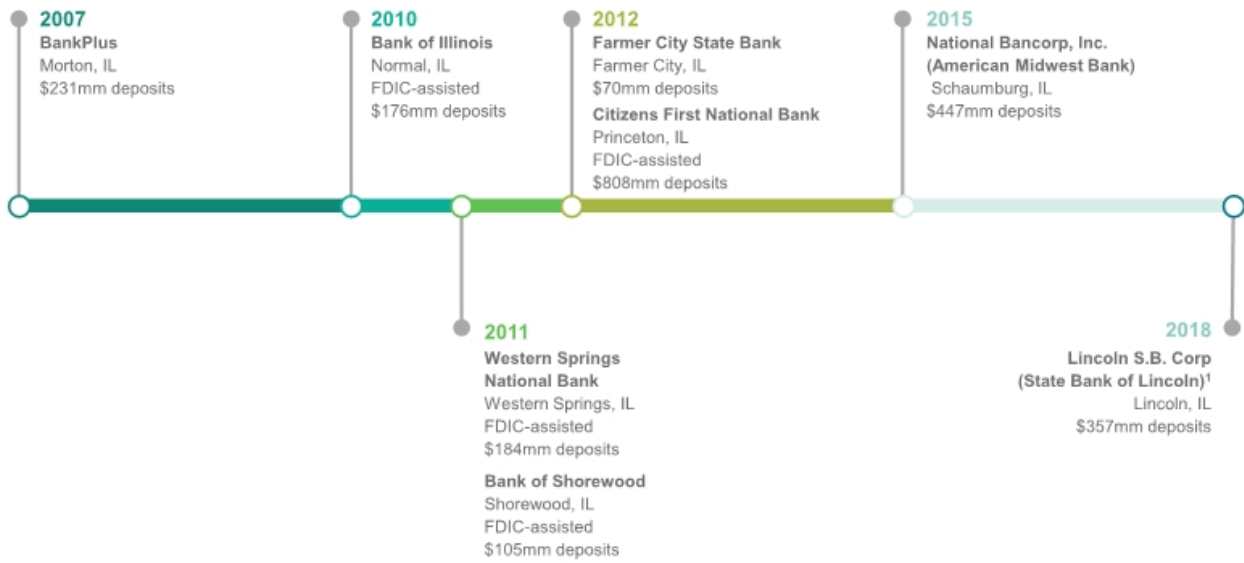 2007
BankPlus
Morton, IL
$231mm deposits
2010
Bank of Illinois
Normal, IL
FDIC-assisted
$176mm deposits
2012
Farmer City State Bank
Farmer City, IL
$70mm deposits
Citizens First National Bank
Princeton, IL
FDIC-assisted
$808mm deposits
2015
National Bancorp, Inc.
(American Midwest Bank)
Schaumburg, IL
$447mm deposits
2011
Western Springs
National Bank
Western Springs, IL
FDIC-assisted
$184mm deposits
Bank of Shorewood
Shorewood, IL
FDIC-assisted
$105mm deposits
2018
Lincoln S.B. Corp
(State Bank of Lincoln)¹
Lincoln, IL
$357mm deposits